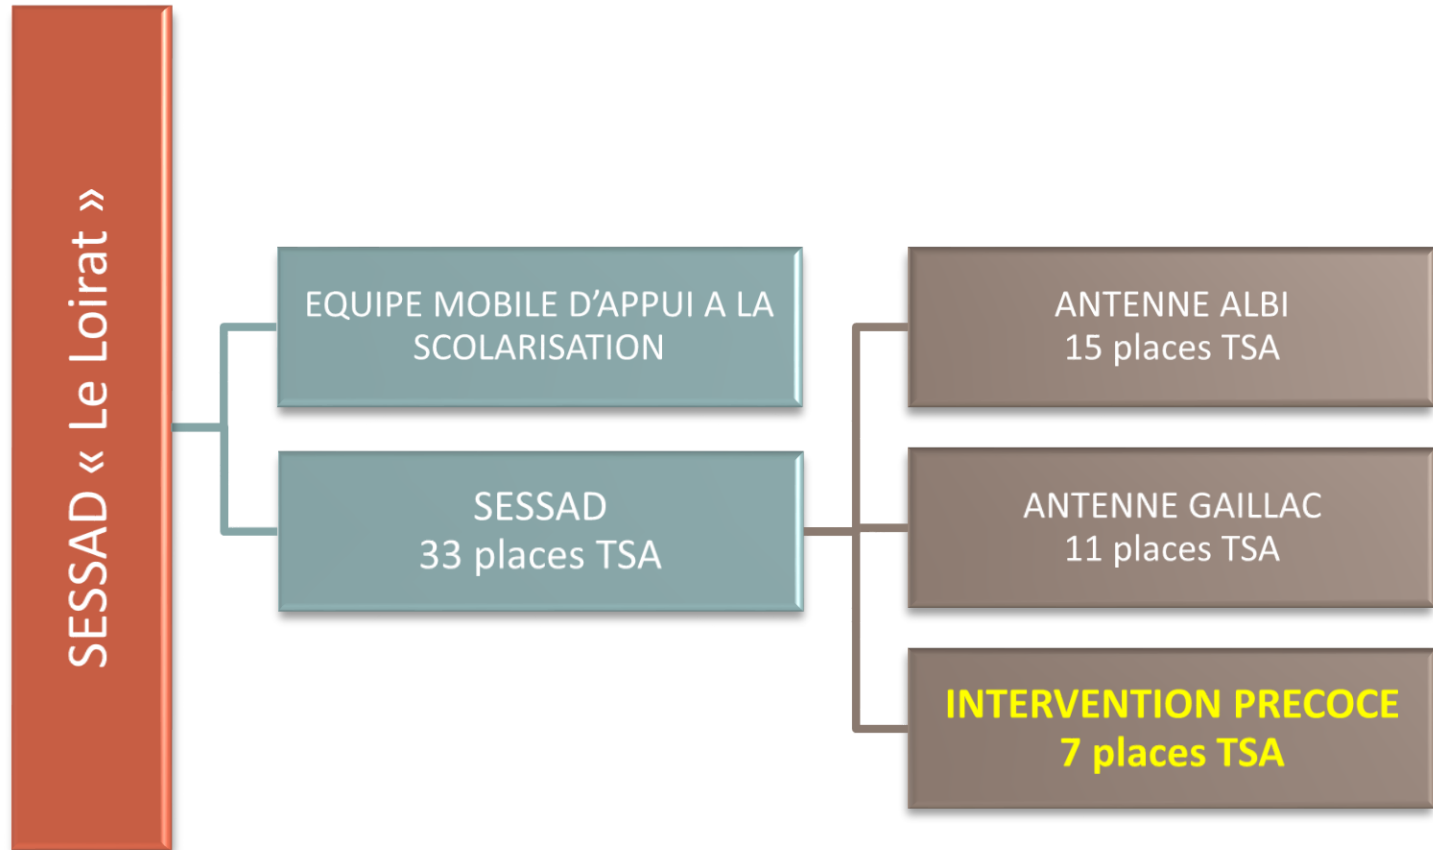 SESSAD « Le Loirat »
EQUIPE MOBILE D’APPUI A LA
SCOLARISATION
SESSAD
33 places TSA
ANTENNE ALBI
15 places TSA
ANTENNE GAILLAC
11 places TSA
INTERVENTION PRECOCE
7 places TSA